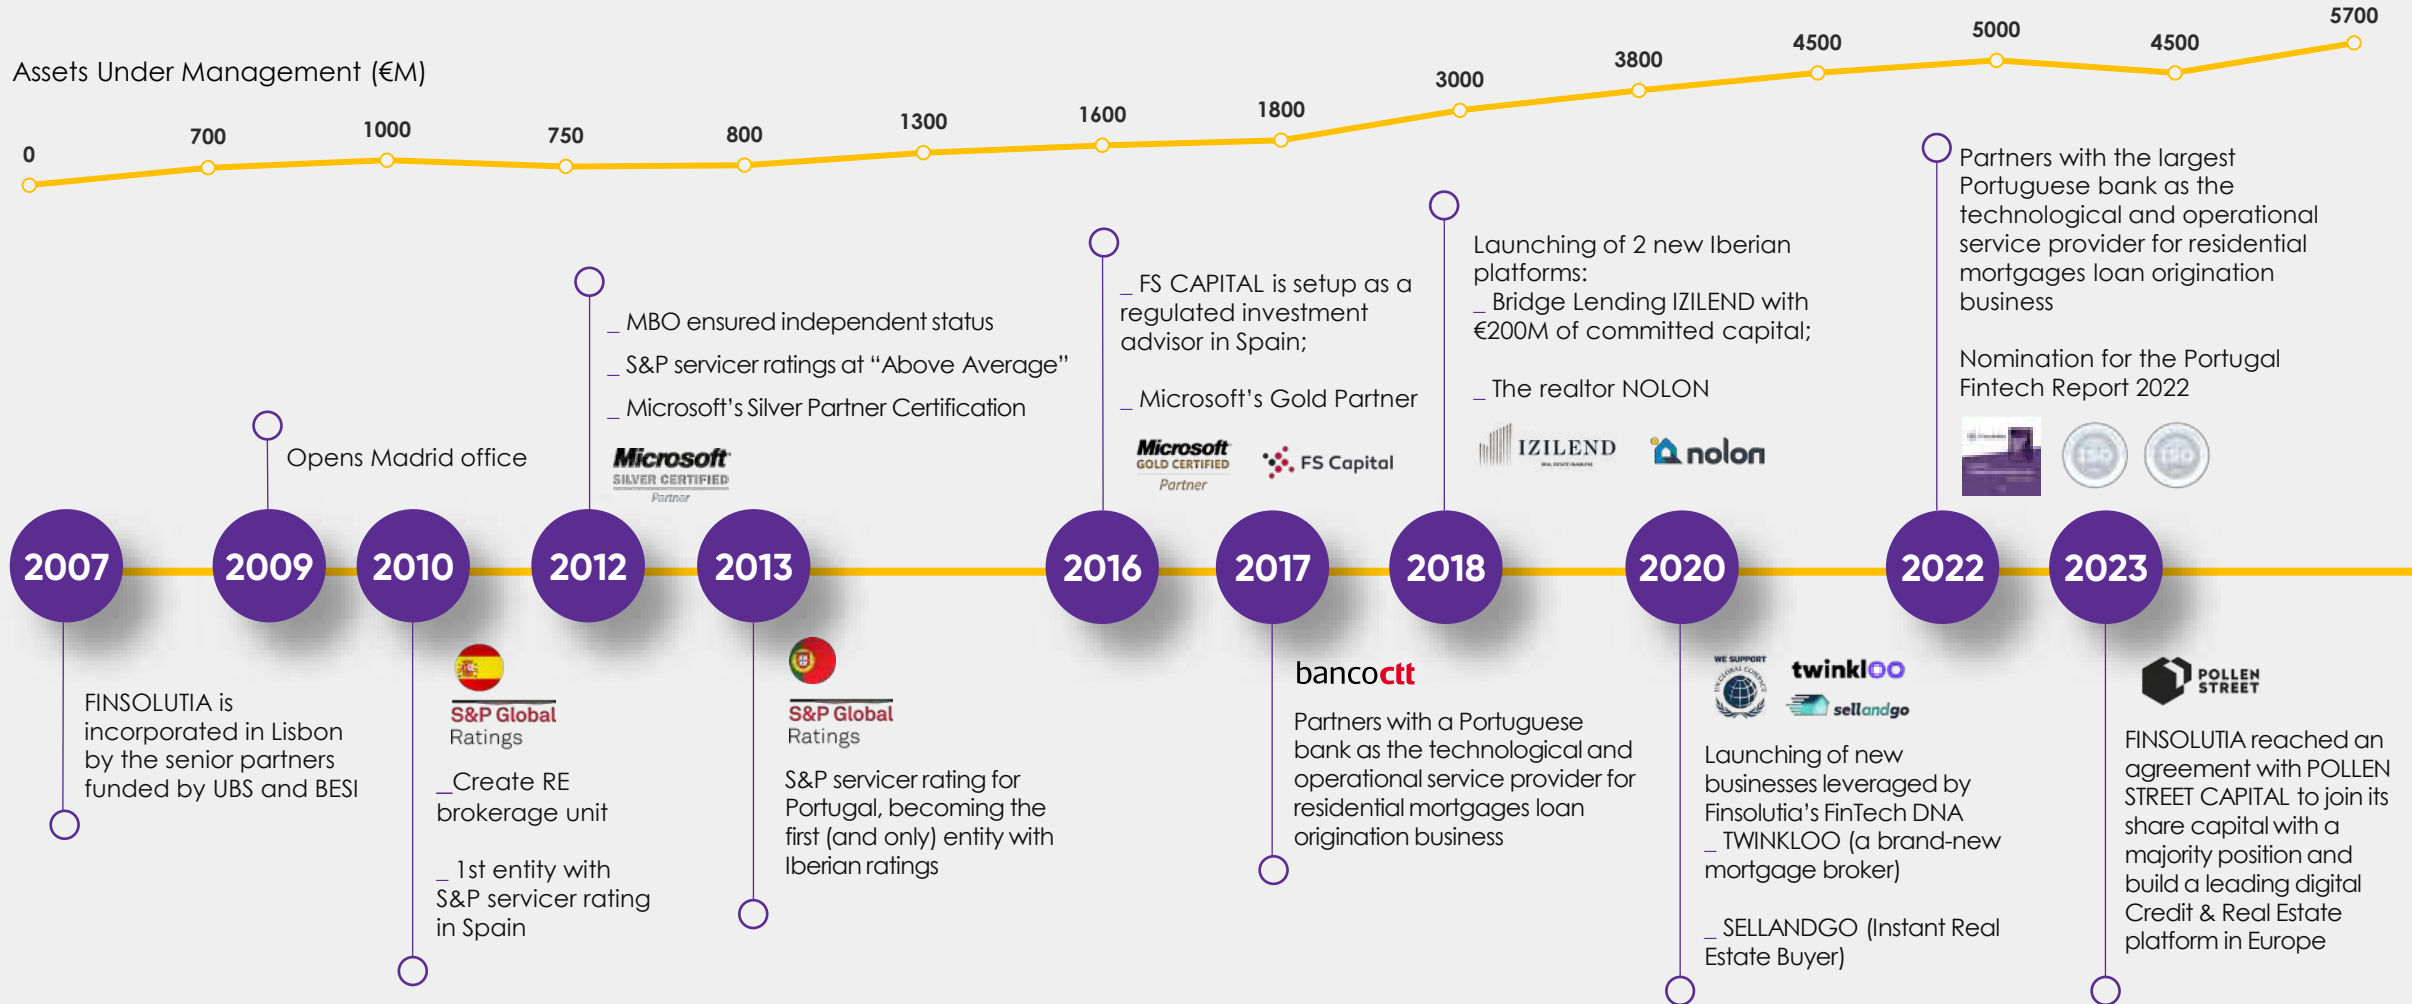 Assets Under Management (€M)
0
700
1000
750
800
1300
1600
1800
3000
3800
4500
5000
4500
5700
2007
FINSOLUTIA is
incorporated in Lisbon
by the senior partners
funded by UBS and BESI
2009
Opens Madrid office
2010
S&P Global
Ratings
_Create RE
brokerage unit
_ 1st entity with
S&P servicer rating
in Spain
2012
_ MBO ensured independent status
_ S&P servicer ratings at “Above Average”
_ Microsoft’s Silver Partner Certification
Microsoft
SILVER CERTIFIED
Partner
2013
S&P Global
Ratings
S&P servicer rating for
Portugal, becoming the
first (and only) entity with
Iberian ratings
2016
_ FS CAPITAL is setup as a
regulated investment
advisor in Spain;
_ Microsoft’s Gold Partner
Microsoft
GOLD CERTIFIED
Partner
FS Capital
2017
bancoctt
Partners with a Portuguese
bank as the technological and
operational service provider for
residential mortgages loan
origination business
2018
Launching of 2 new Iberian
platforms:
_ Bridge Lending IZILEND with
€200M of committed capital;
_ The realtor NOLON
IZILEND
nolon
2020
WE SUPPORT
twinkloo
sellandgo
Launching of new
businesses leveraged by
Finsolutia’s FinTech DNA
_ TWINKLOO (a brand-new
mortgage broker)
_ SELLANDGO (Instant Real
Estate Buyer)
2022
Partners with the largest
Portuguese bank as the
technological and operational
service provider for residential
mortgages loan origination
business
Nomination for the Portugal
Fintech Report 2022
ISO
ISO
2023
POLLEN
STREET
FINSOLUTIA reached an
agreement with POLLEN
STREET CAPITAL to join its
share capital with a
majority position and
build a leading digital
Credit & Real Estate
platform in Europe